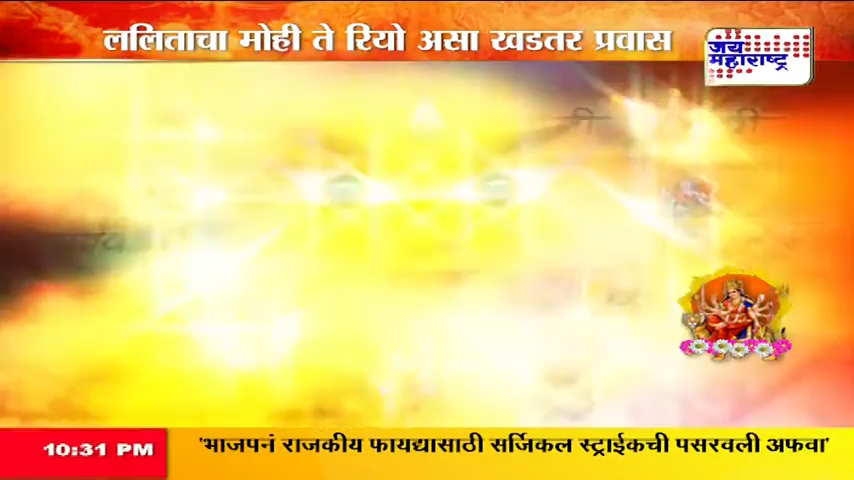 ललिताचा मोही ते रियो असा खडतर प्रवास
जय
महाराष्ट्र
10:31 PM
'भाजपनं राजकीय फायद्यासाठी सर्जिकल स्ट्राईकची पसरवली अफवा'